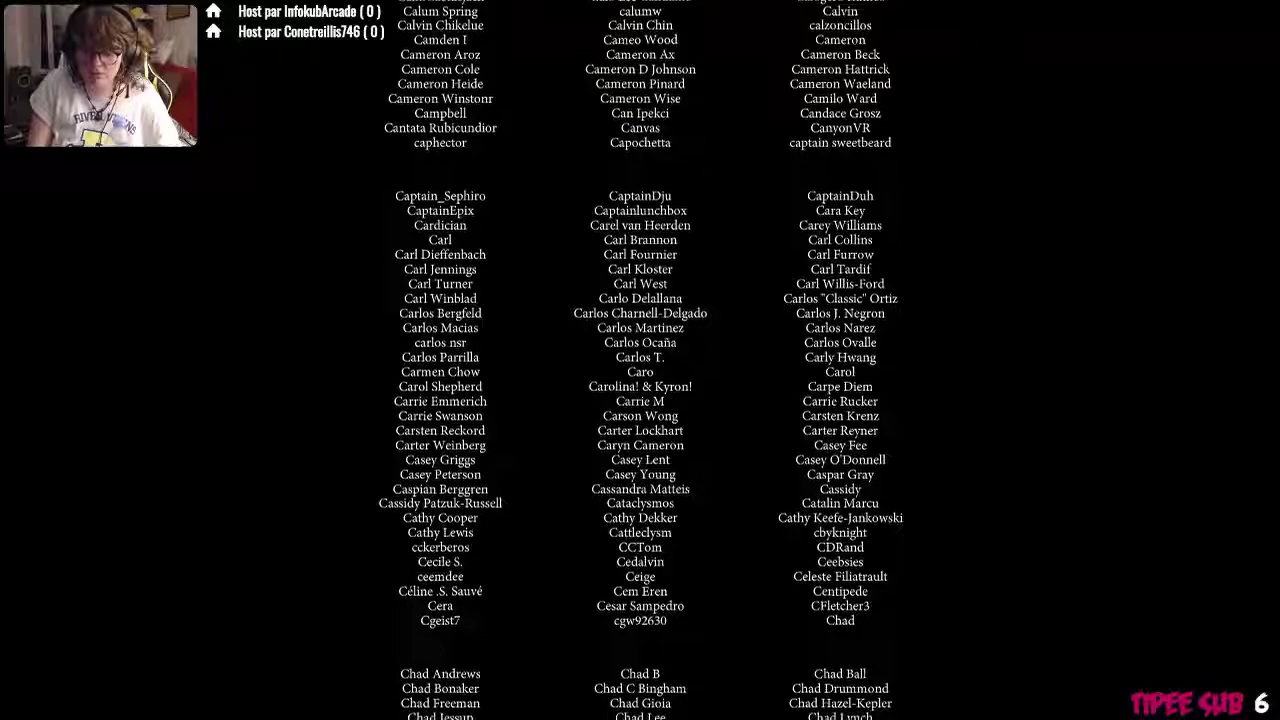 Host par InfokubArcade ( 0 )
Host par Conetreillis746 ( 0 )
Calum Spring calumw Calvin
Calvin Chikelue Calvin Chin calzoncillos
Camden I Cameo Wood Cameron
Cameron Aroz Cameron Ax Cameron Beck
Cameron Cole Cameron D Johnson Cameron Hattrick
Cameron Heide Cameron Pinard Cameron Waeland
Cameron Winstonr Cameron Wise Camilo Ward
Campbell Can Ipekci Candace Grosz
Cantata Rubicundior Canvas CanyonVR
caphector Capochetta captain sweetbeard
Captain_Sephiro CaptainDju CaptainDuh
CaptainEpix Captainlunchbox Cara Key
Cardician Carel van Heerden Carey Williams
Carl Carl Brannon Carl Collins
Carl Dieffenbach Carl Fournier Carl Furrow
Carl Jennings Carl Kloster Carl Tardif
Carl Turner Carl West Carl Willis-Ford
Carl Winblad Carlo Delallana Carlos "Classic" Ortiz
Carlos Bergfeld Carlos Charnell-Delgado Carlos J. Negron
Carlos Macias Carlos Martinez Carlos Narez
carlos nsr Carlos Ocaña Carlos Ovalle
Carlos Parrilla Carlos T. Carly Hwang
Carmen Chow Caro Carol
Carol Shepherd Carolina! & Kyron! Carpe Diem
Carrie Emmerich Carrie M Carrie Rucker
Carrie Swanson Carson Wong Carsten Krenz
Carsten Reckord Carter Lockhart Carter Reyner
Carter Weinberg Caryn Cameron Casey Fee
Casey Griggs Casey Lent Casey O'Donnell
Casey Peterson Casey Young Caspar Gray
Caspian Berggren Cassandra Matteis Cassidy
Cassidy Patzuk-Russell Cataclysmos Catalin Marcu
Cathy Cooper Cathy Dekker Cathy Keefe-Jankowski
Cathy Lewis Cattleclysm cbyknight
cckerberos CCTom CDRand
Cecile S. Cedalvin Ceebsies
ceemdee Ceige Celeste Filiatrault
Céline .S. Sauvé Cem Eren Centipede
Cera Cesar Sampedro CFletcher3
Cgeist7 cgw92630 Chad
Chad Andrews Chad B Chad Ball
Chad Bonaker Chad C Bingham Chad Drummond
Chad Freeman Chad Gioia Chad Hazel-Kepler
Chad Jessup Chad Lee Chad Lynch
TIPEE SUB 6